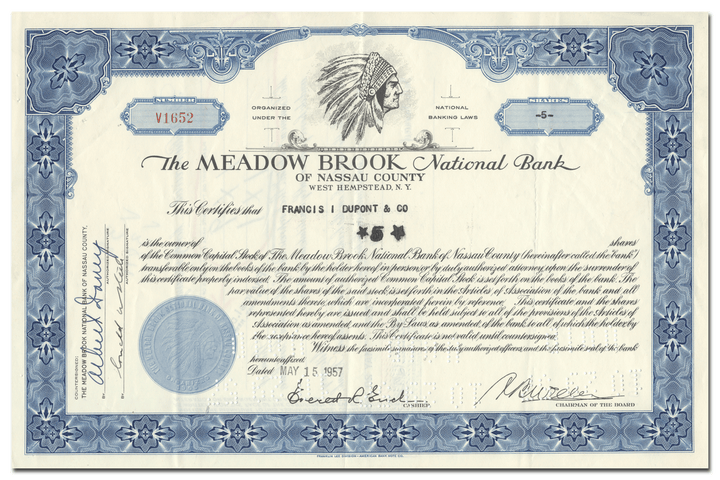 NUMBER
V1652
ORGANIZED
UNDER THE
NATIONAL
BANKING LAWS
SHARES
-5-
The MEADOW BROOK National Bank
OF NASSAU COUNTY
WEST HEMPSTEAD, N. Y.
This Certifies that FRANCIS I DUPONT & CO
*5*
is the owner of shares
of the Common Capital Stock of The Meadow Brook National Bank of Nassau County (hereinafter called the "bank")
transferable only on the books of the bank by the holder hereof in person or by duly authorized attorney upon the surrender of
this certificate properly endorsed. The amount of authorized Common Capital Stock is set forth on the books of the bank. The
par value of the shares of the said stock is set forth in the Articles of Association of the bank and all
amendments thereto, which are incorporated herein by reference. This certificate and the shares
represented hereby are issued and shall be held subject to all of the provisions of the Articles of
Association as amended, and the By-Laws as amended, of the bank to all of which the holder by
the acceptance hereof assents. This Certificate is not valid until countersigned.
Witness the facsimile signatures of the duly authorized officers and the facsimile seal of the bank
hereunto affixed.
Dated MAY 15 1957
CASHIER.
CHAIRMAN OF THE BOARD
COUNTERSIGNED:
THE MEADOW BROOK NATIONAL BANK OF NASSAU COUNTY,
BY
AUTHORIZED SIGNATURE
BY
AUTHORIZED SIGNATURE